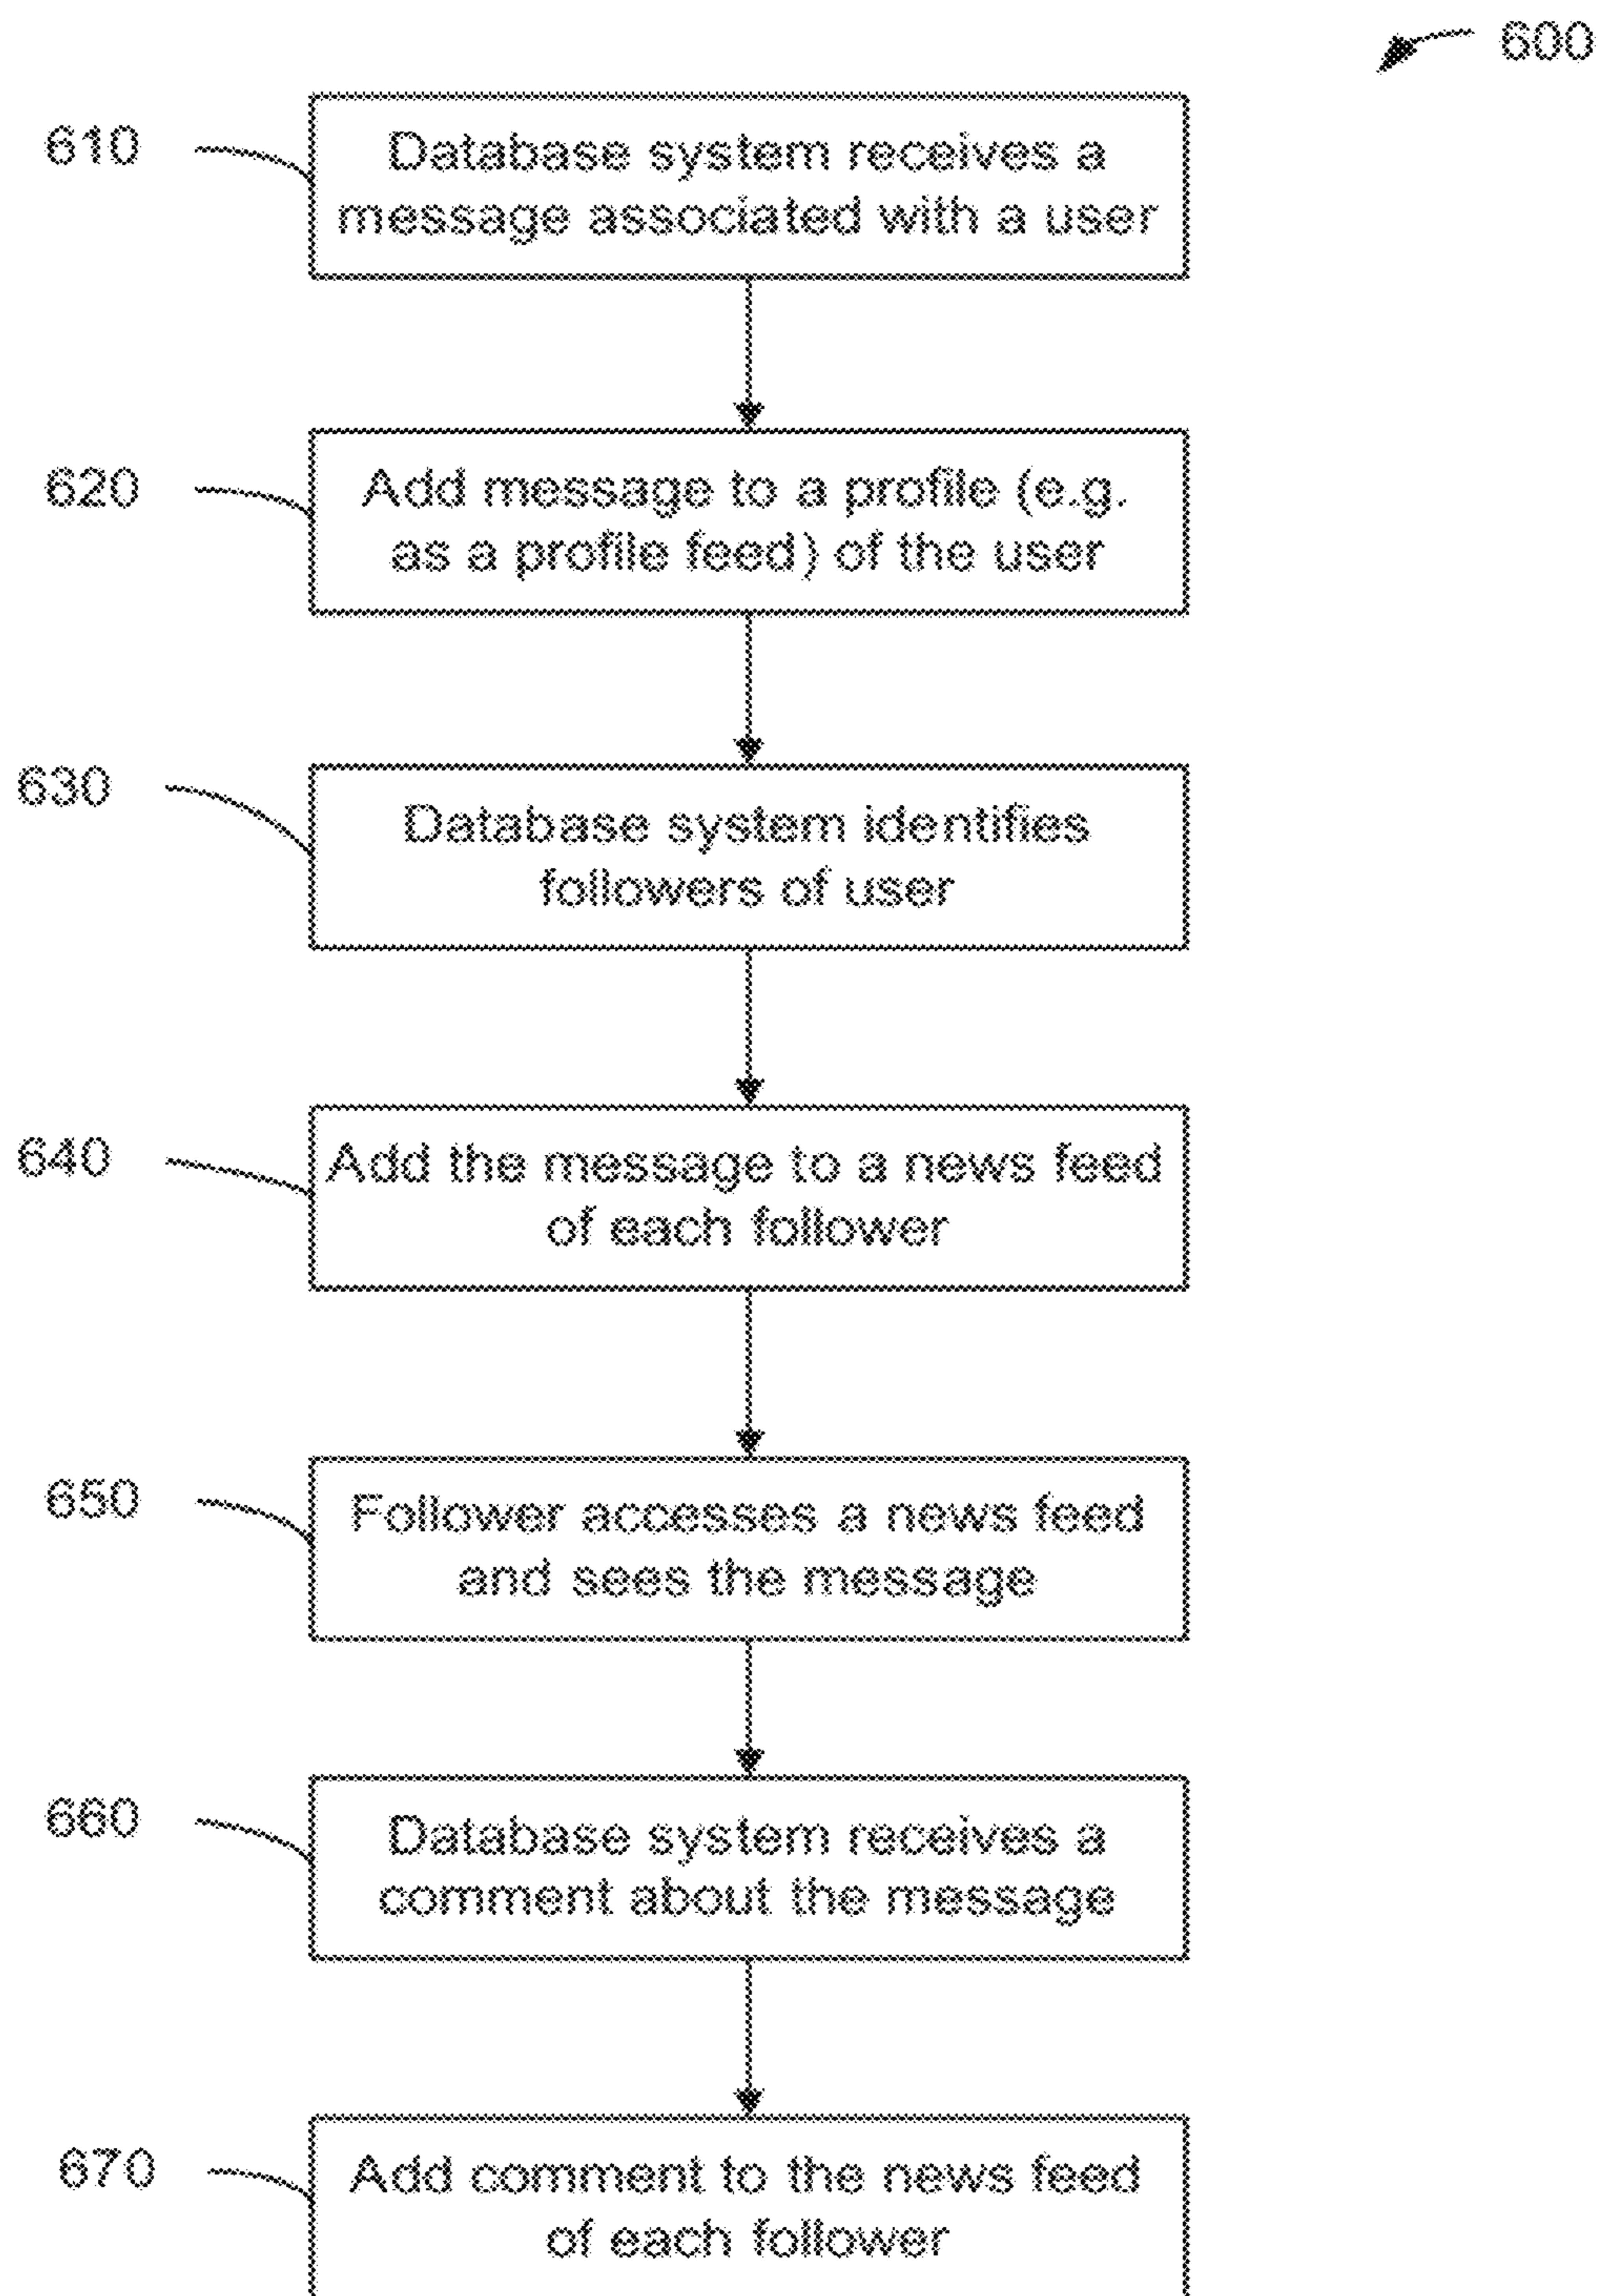 600
610
Database system receives a
message associated with a user
620
Add message to a profile (e.g.
as a profile feed) of the user
630
Database system identifies
followers of user
640
Add the message to a news feed
of each follower
650
Follower accesses a news feed
and sees the message
660
Database system receives a
comment about the message
670
Add comment to the news feed
of each follower